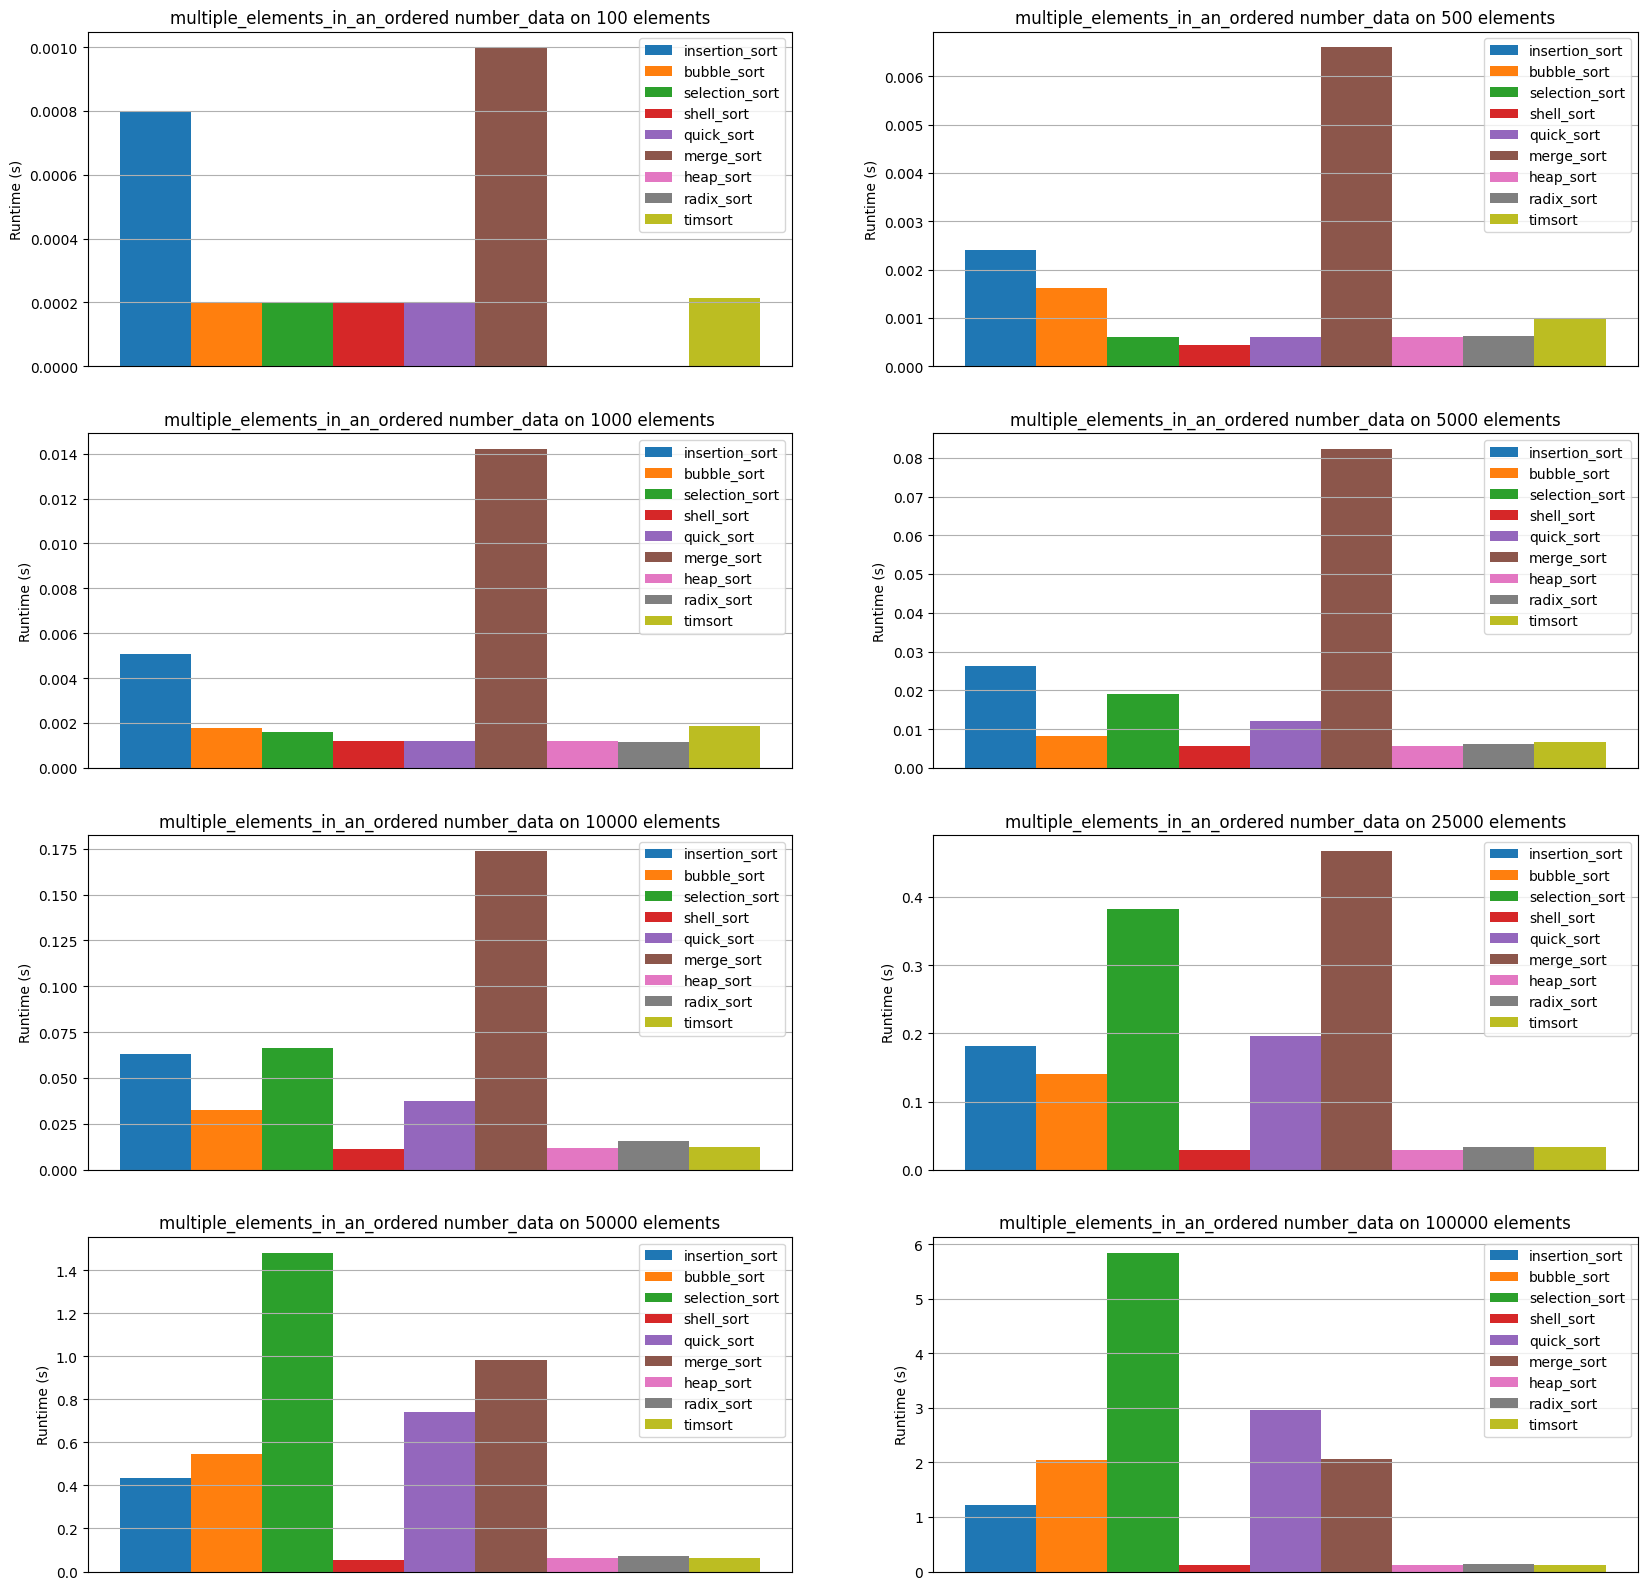 multiple_elements_in_an_ordered number_data on 100 elements
Runtime (s)
0.0010
0.0008
0.0006
0.0004
0.0002
0.0000
insertion_sort
bubble_sort
selection_sort
shell_sort
quick_sort
merge_sort
heap_sort
radix_sort
timsort
multiple_elements_in_an_ordered number_data on 500 elements
Runtime (s)
0.006
0.005
0.004
0.003
0.002
0.001
0.000
insertion_sort
bubble_sort
selection_sort
shell_sort
quick_sort
merge_sort
heap_sort
radix_sort
timsort
multiple_elements_in_an_ordered number_data on 1000 elements
Runtime (s)
0.014
0.012
0.010
0.008
0.006
0.004
0.002
0.000
insertion_sort
bubble_sort
selection_sort
shell_sort
quick_sort
merge_sort
heap_sort
radix_sort
timsort
multiple_elements_in_an_ordered number_data on 5000 elements
Runtime (s)
0.08
0.07
0.06
0.05
0.04
0.03
0.02
0.01
0.00
insertion_sort
bubble_sort
selection_sort
shell_sort
quick_sort
merge_sort
heap_sort
radix_sort
timsort
multiple_elements_in_an_ordered number_data on 10000 elements
Runtime (s)
0.175
0.150
0.125
0.100
0.075
0.050
0.025
0.000
insertion_sort
bubble_sort
selection_sort
shell_sort
quick_sort
merge_sort
heap_sort
radix_sort
timsort
multiple_elements_in_an_ordered number_data on 25000 elements
Runtime (s)
0.4
0.3
0.2
0.1
0.0
insertion_sort
bubble_sort
selection_sort
shell_sort
quick_sort
merge_sort
heap_sort
radix_sort
timsort
multiple_elements_in_an_ordered number_data on 50000 elements
Runtime (s)
1.4
1.2
1.0
0.8
0.6
0.4
0.2
0.0
insertion_sort
bubble_sort
selection_sort
shell_sort
quick_sort
merge_sort
heap_sort
radix_sort
timsort
multiple_elements_in_an_ordered number_data on 100000 elements
Runtime (s)
6
5
4
3
2
1
0
insertion_sort
bubble_sort
selection_sort
shell_sort
quick_sort
merge_sort
heap_sort
radix_sort
timsort